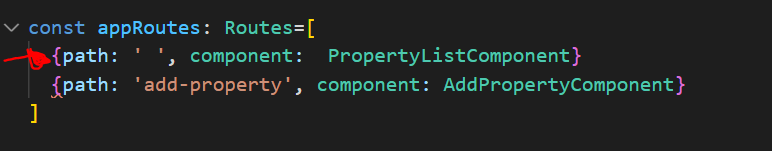 const appRoutes: Routes=[
{path: ' ', component:  PropertyListComponent}
{path: 'add-property', component: AddPropertyComponent}
]